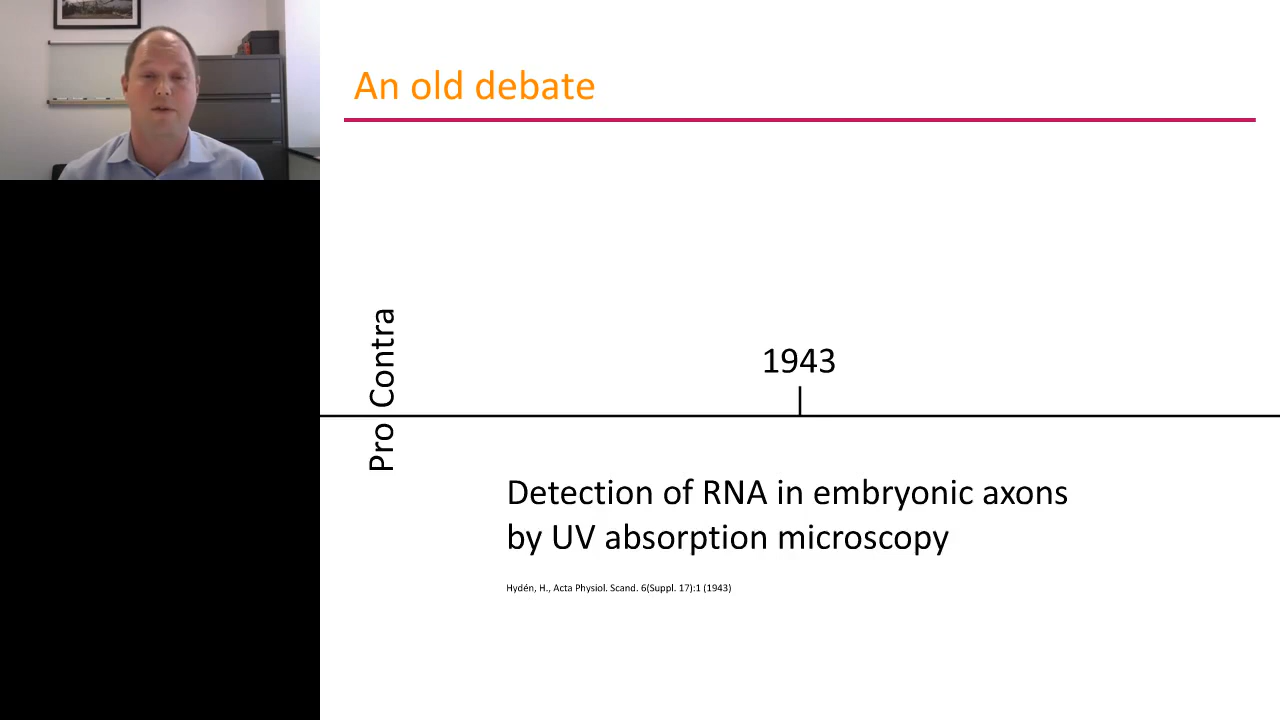 An old debate
Pro Contra
1943
Detection of RNA in embryonic axons
by UV absorption microscopy
Hydén, H., Acta Physiol. Scand. 6(Suppl. 17):1 (1943)